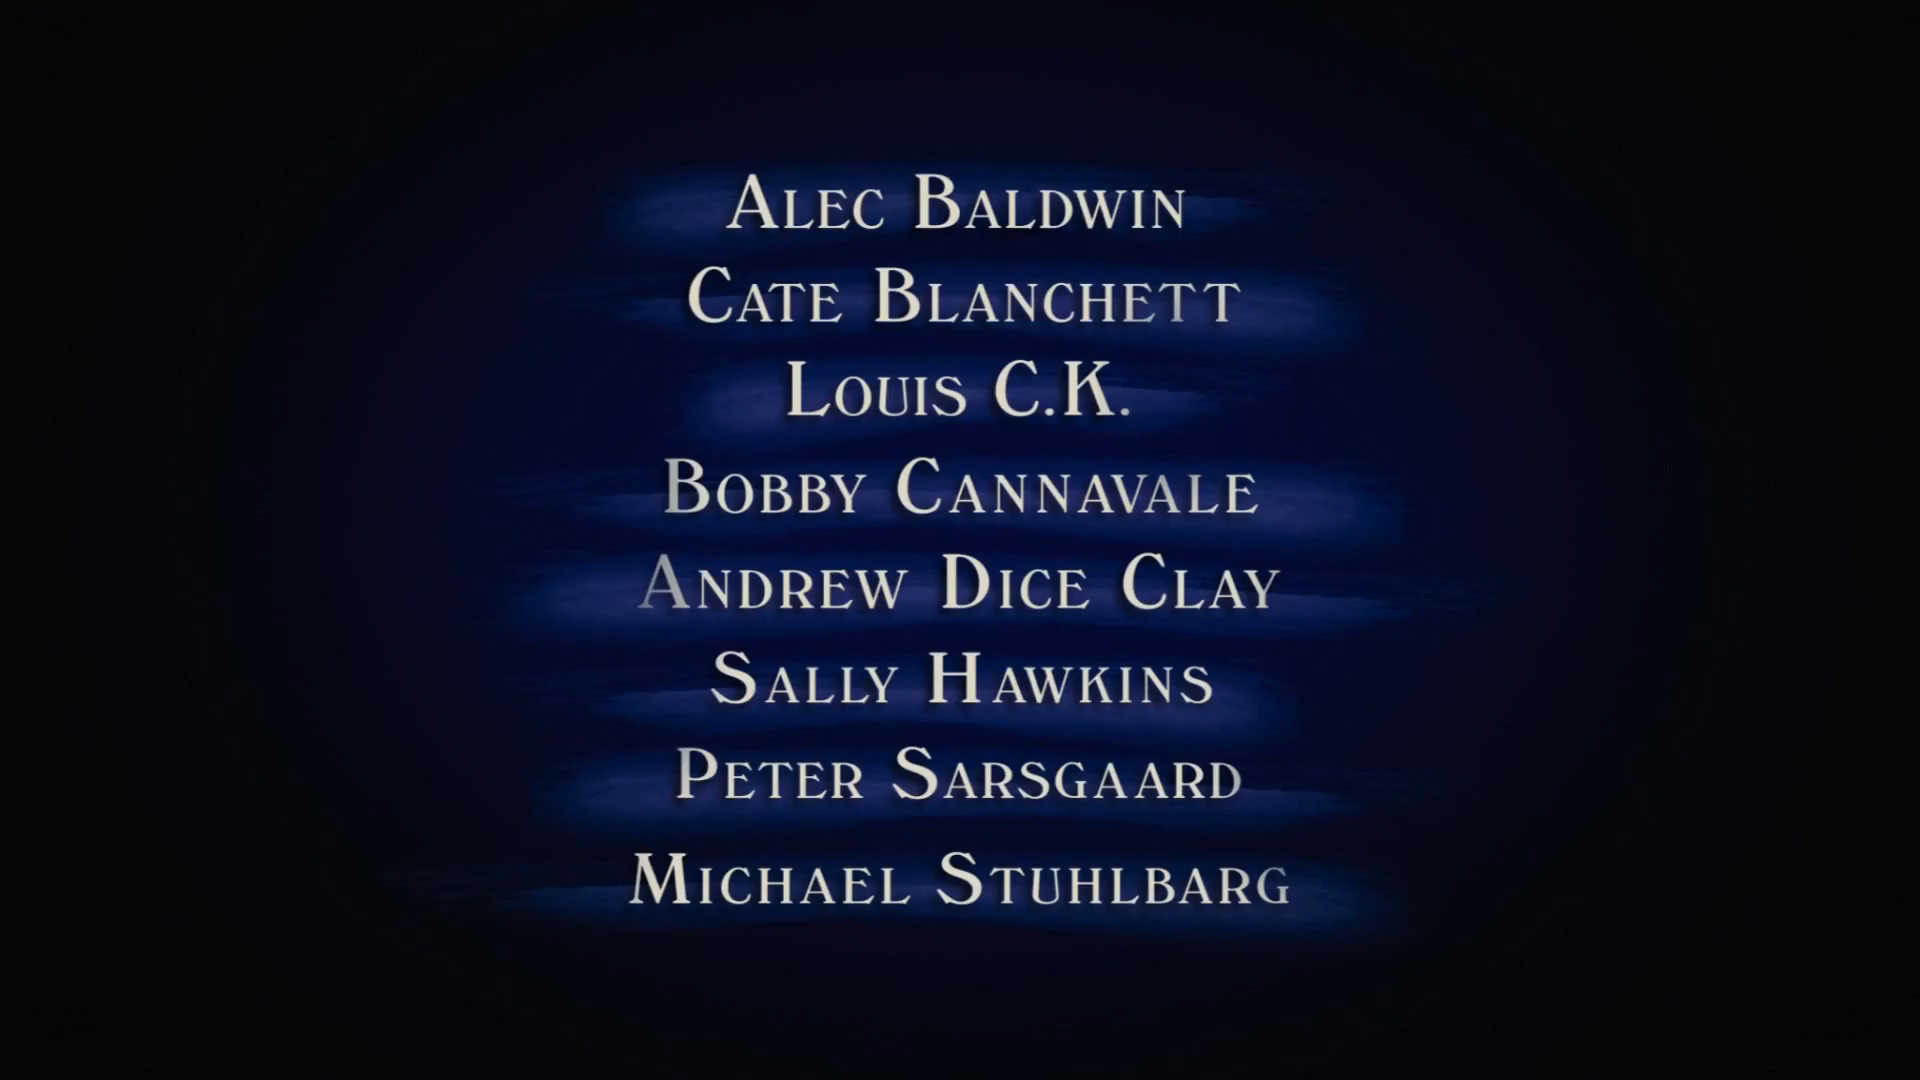 Alec Baldwin
Cate Blanchett
Louis C.K.
Bobby Cannavale
Andrew Dice Clay
Sally Hawkins
Peter Sarsgaard
Michael Stuhlbarg